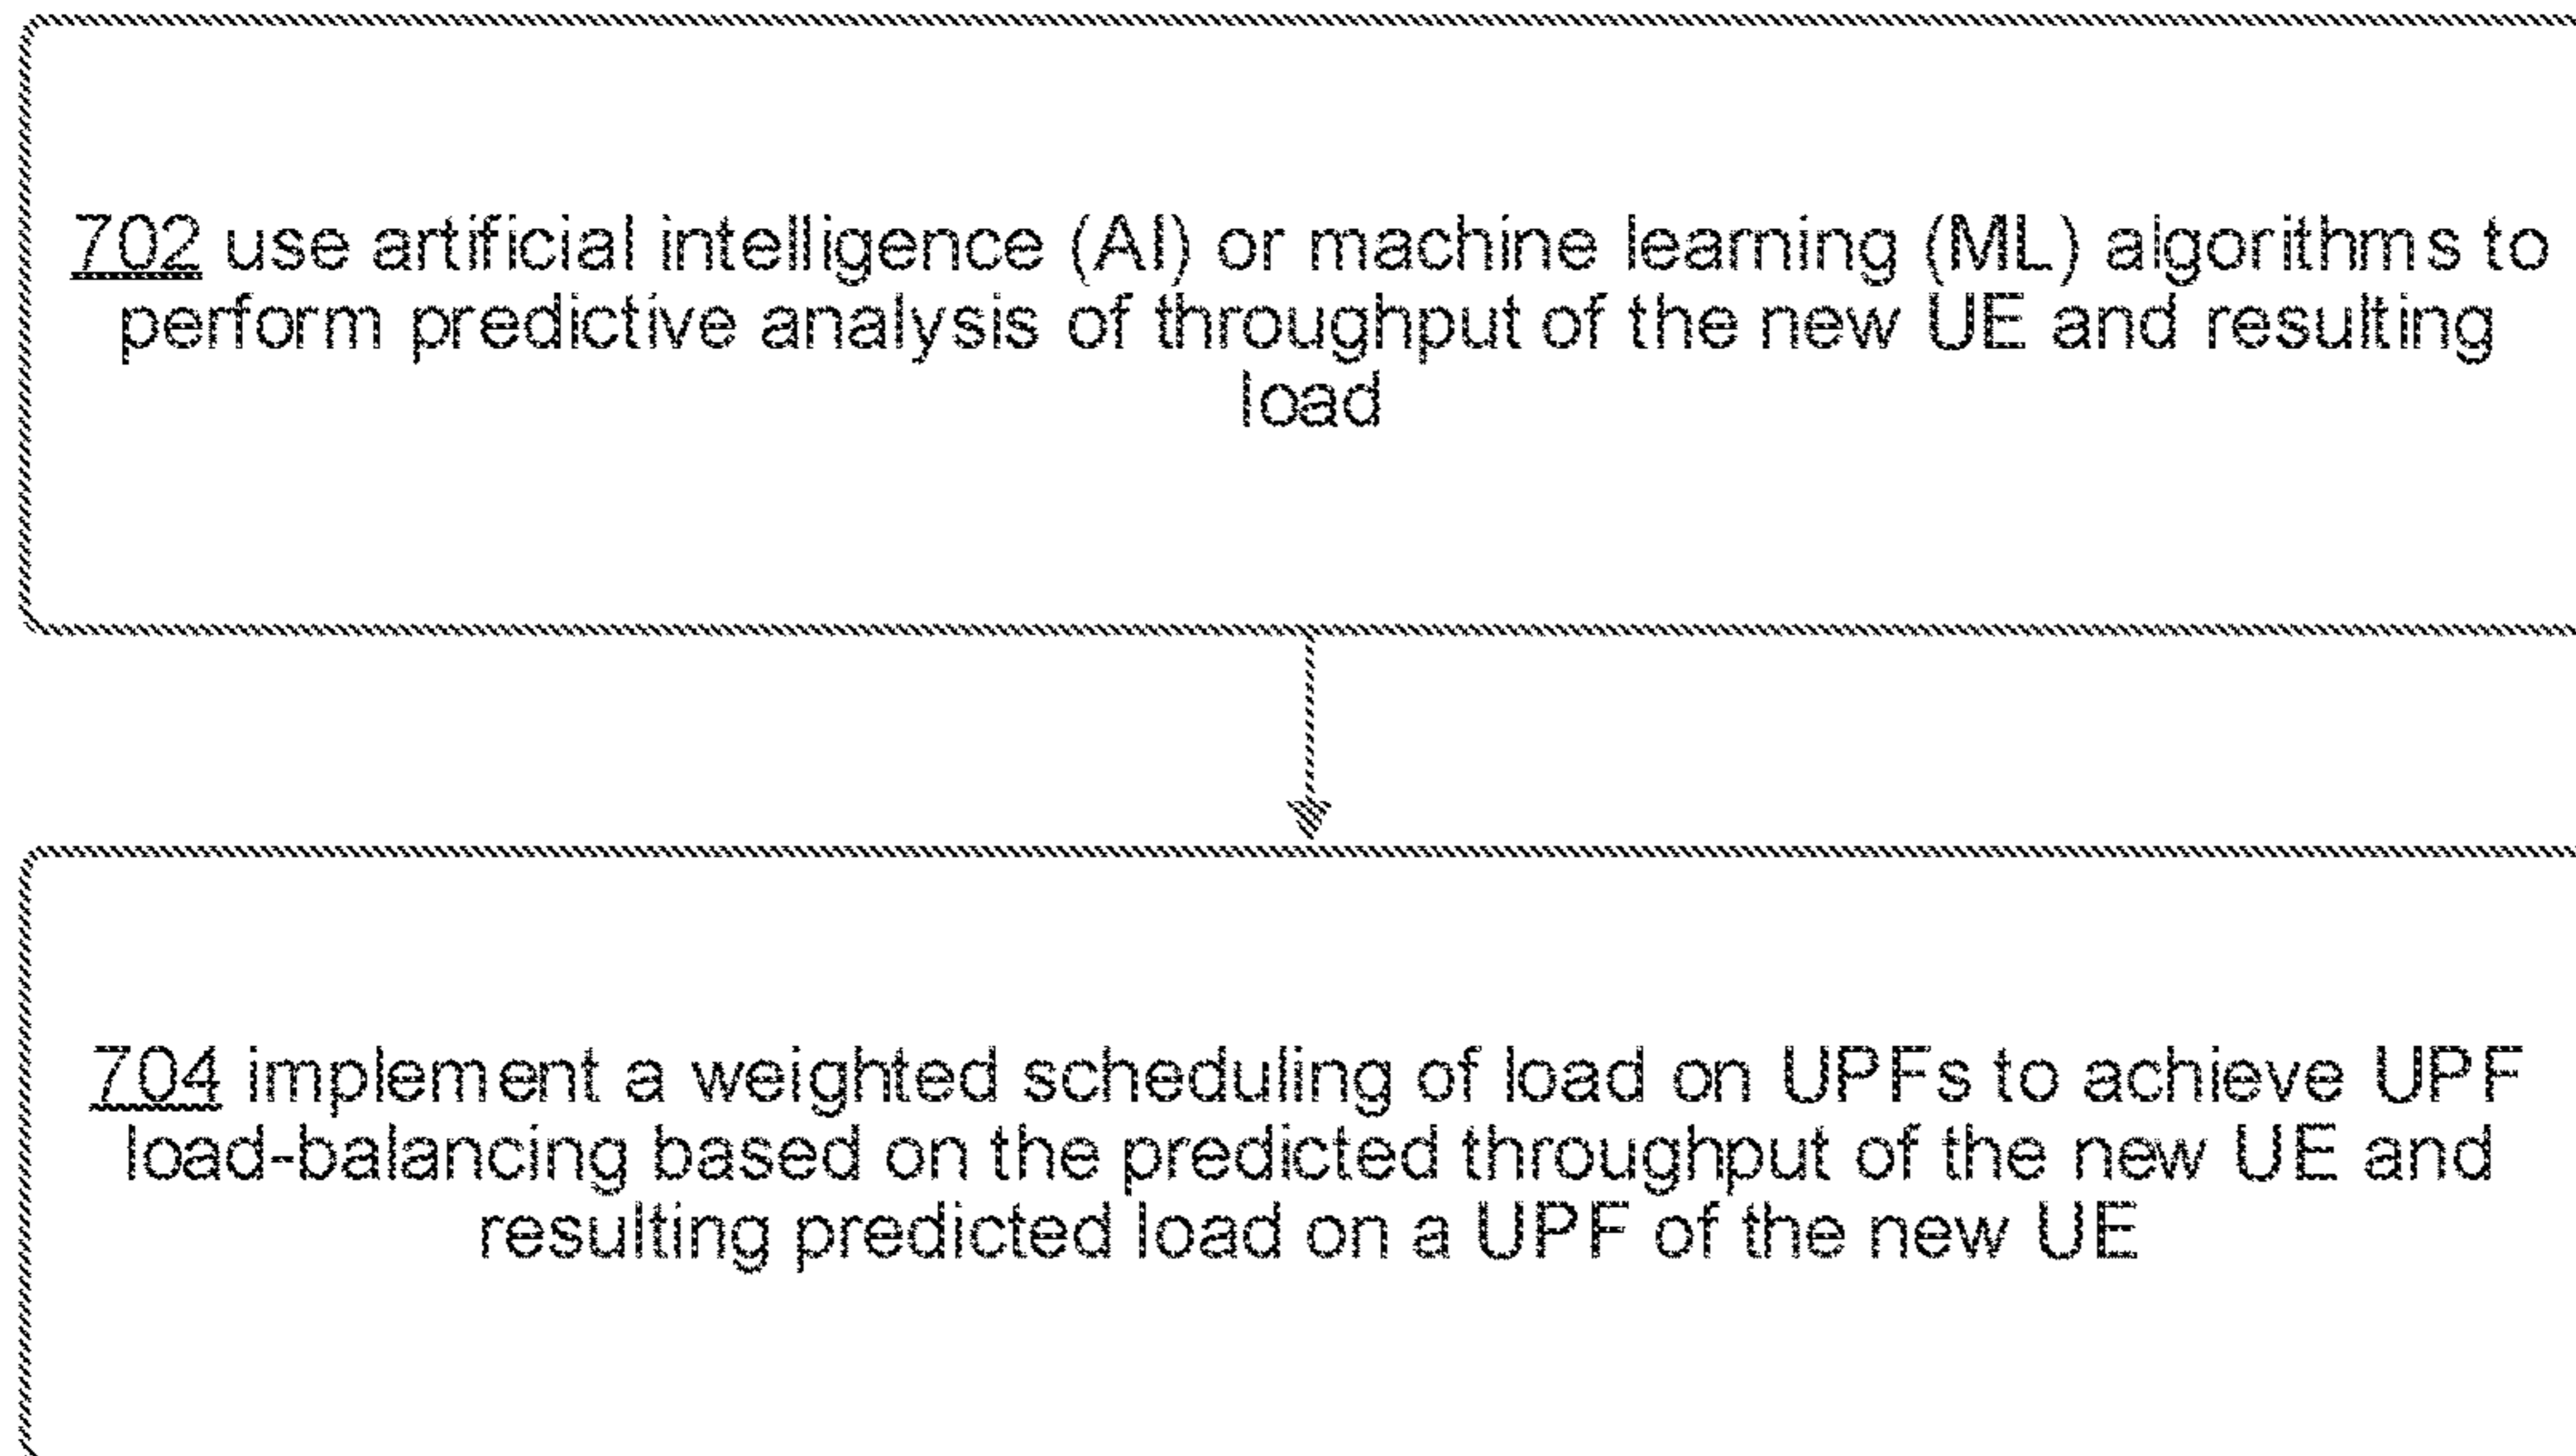 702 use artificial intelligence (AI) or machine learning (ML) algorithms to
perform predictive analysis of throughput of the new UE and resulting
load
704 implement a weighted scheduling of load on UPFs to achieve UPF
load-balancing based on the predicted throughput of the new UE and
resulting predicted load on a UPF of the new UE